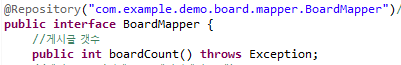 @Repository("com.example.demo.board.mapper.BoardMapper")/
public interface BoardMapper {
//게시글 갯수
public int boardCount() throws Exception;